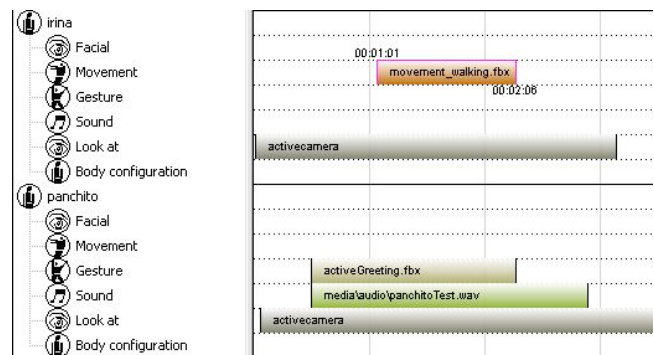 irina
Facial
00:01:01
Movement
movement_walking.fbx
Gesture
00:02:06
Sound
Look at
activecamera
Body configuration
panchito
Facial
Movement
Gesture
activeGreeting.fbx
Sound
media\audio\panchitoTest.wav
Look at
activecamera
Body configuration